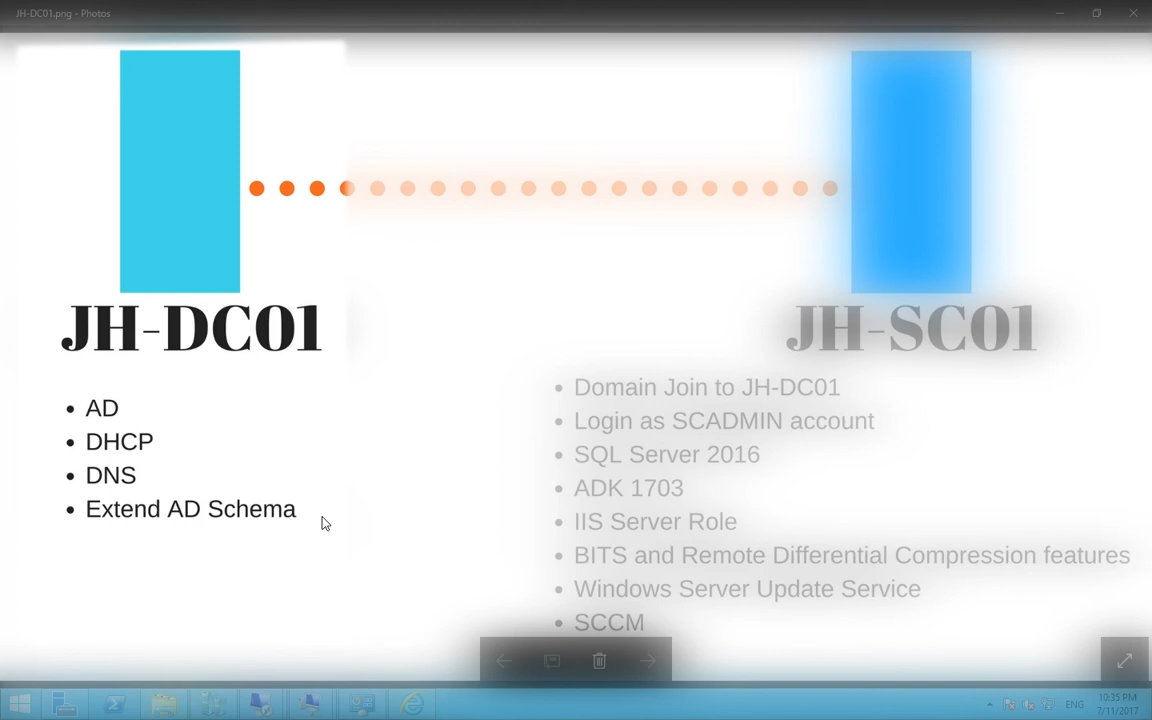 JH-DC01.png - Photos
JH-DC01
• AD
• DHCP
• DNS
• Extend AD Schema
JH-SC01
• Domain Join to JH-DC01
• Login as SCADMIN account
• SQL Server 2016
• ADK 1703
• IIS Server Role
• BITS and Remote Differential Compression features
• Windows Server Update Service
• SCCM
ENG
10:35 PM
7/11/2017